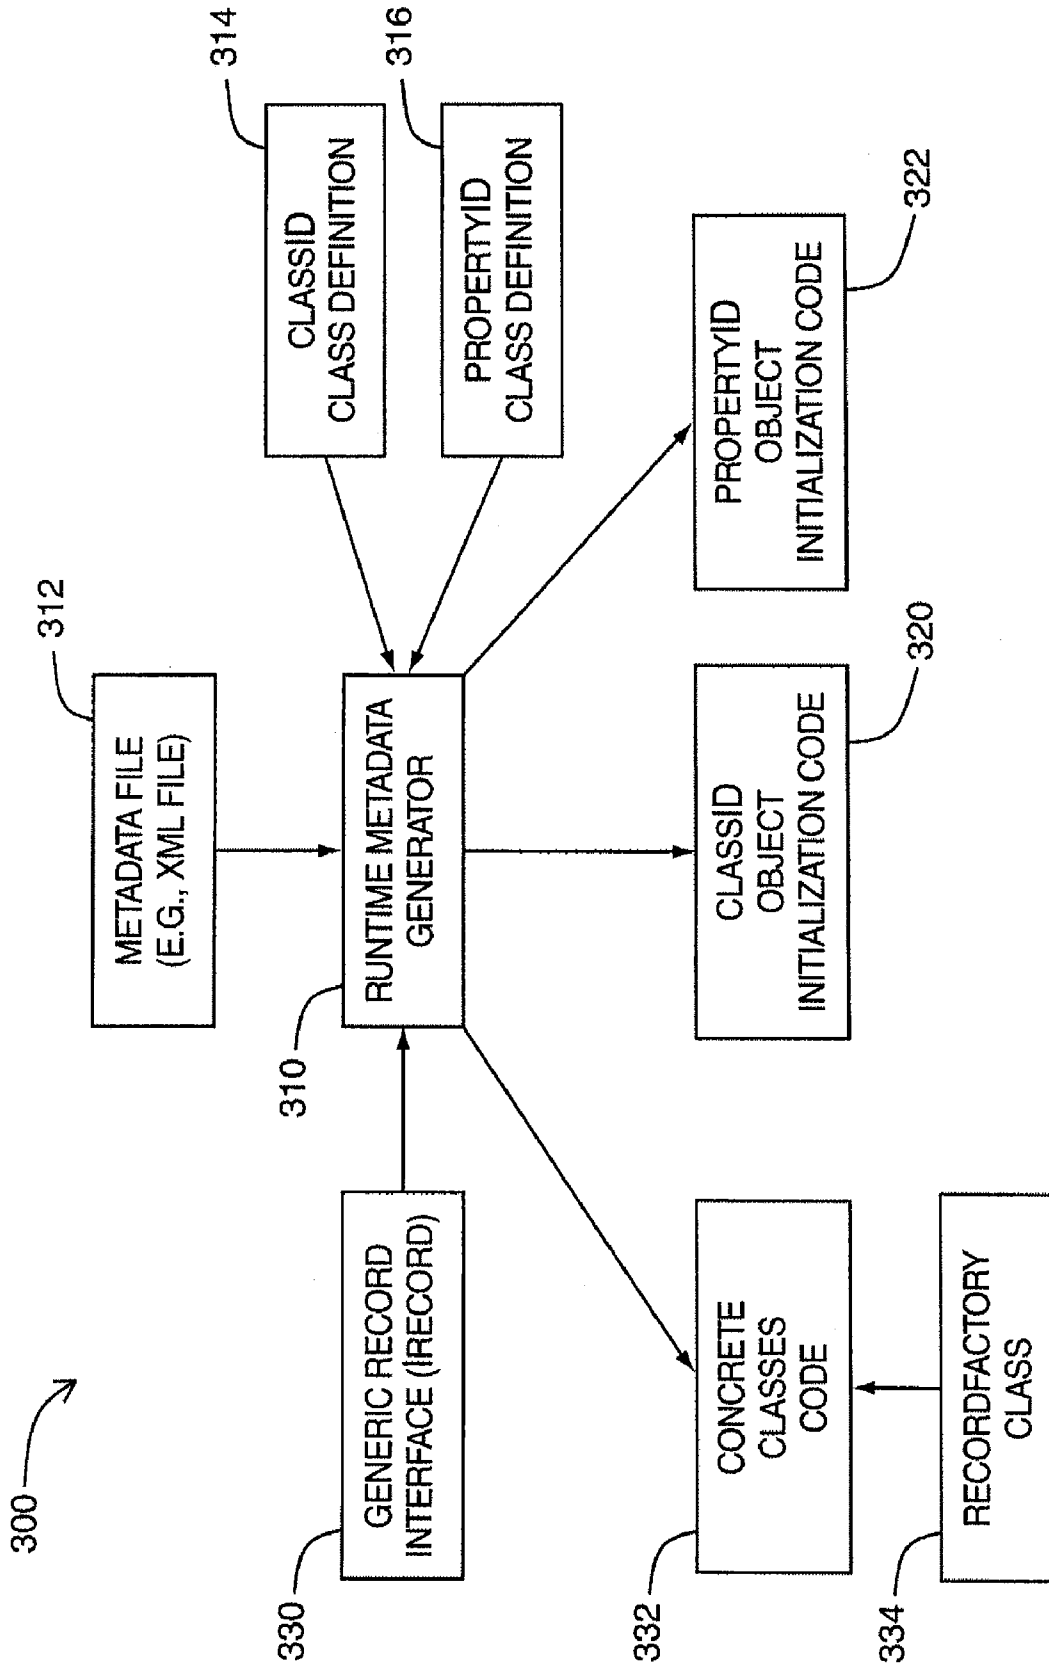 300
312
METADATA FILE
(E.G., XML FILE)
314
CLASSID
CLASS DEFINITION
316
PROPERTYID
CLASS DEFINITION
330
GENERIC RECORD
INTERFACE (IRECORD)
310
RUNTIME METADATA
GENERATOR
332
CONCRETE
CLASSES
CODE
CLASSID
OBJECT
INITIALIZATION CODE
320
PROPERTYID
OBJECT
INITIALIZATION CODE
322
334
RECORDFACTORY
CLASS